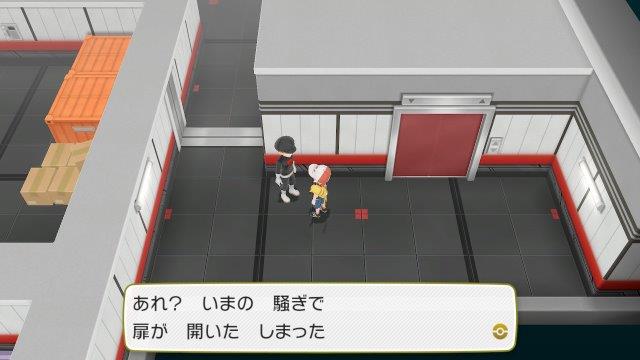 あれ？　いまの　騒ぎで
扉が　開いた　しまった